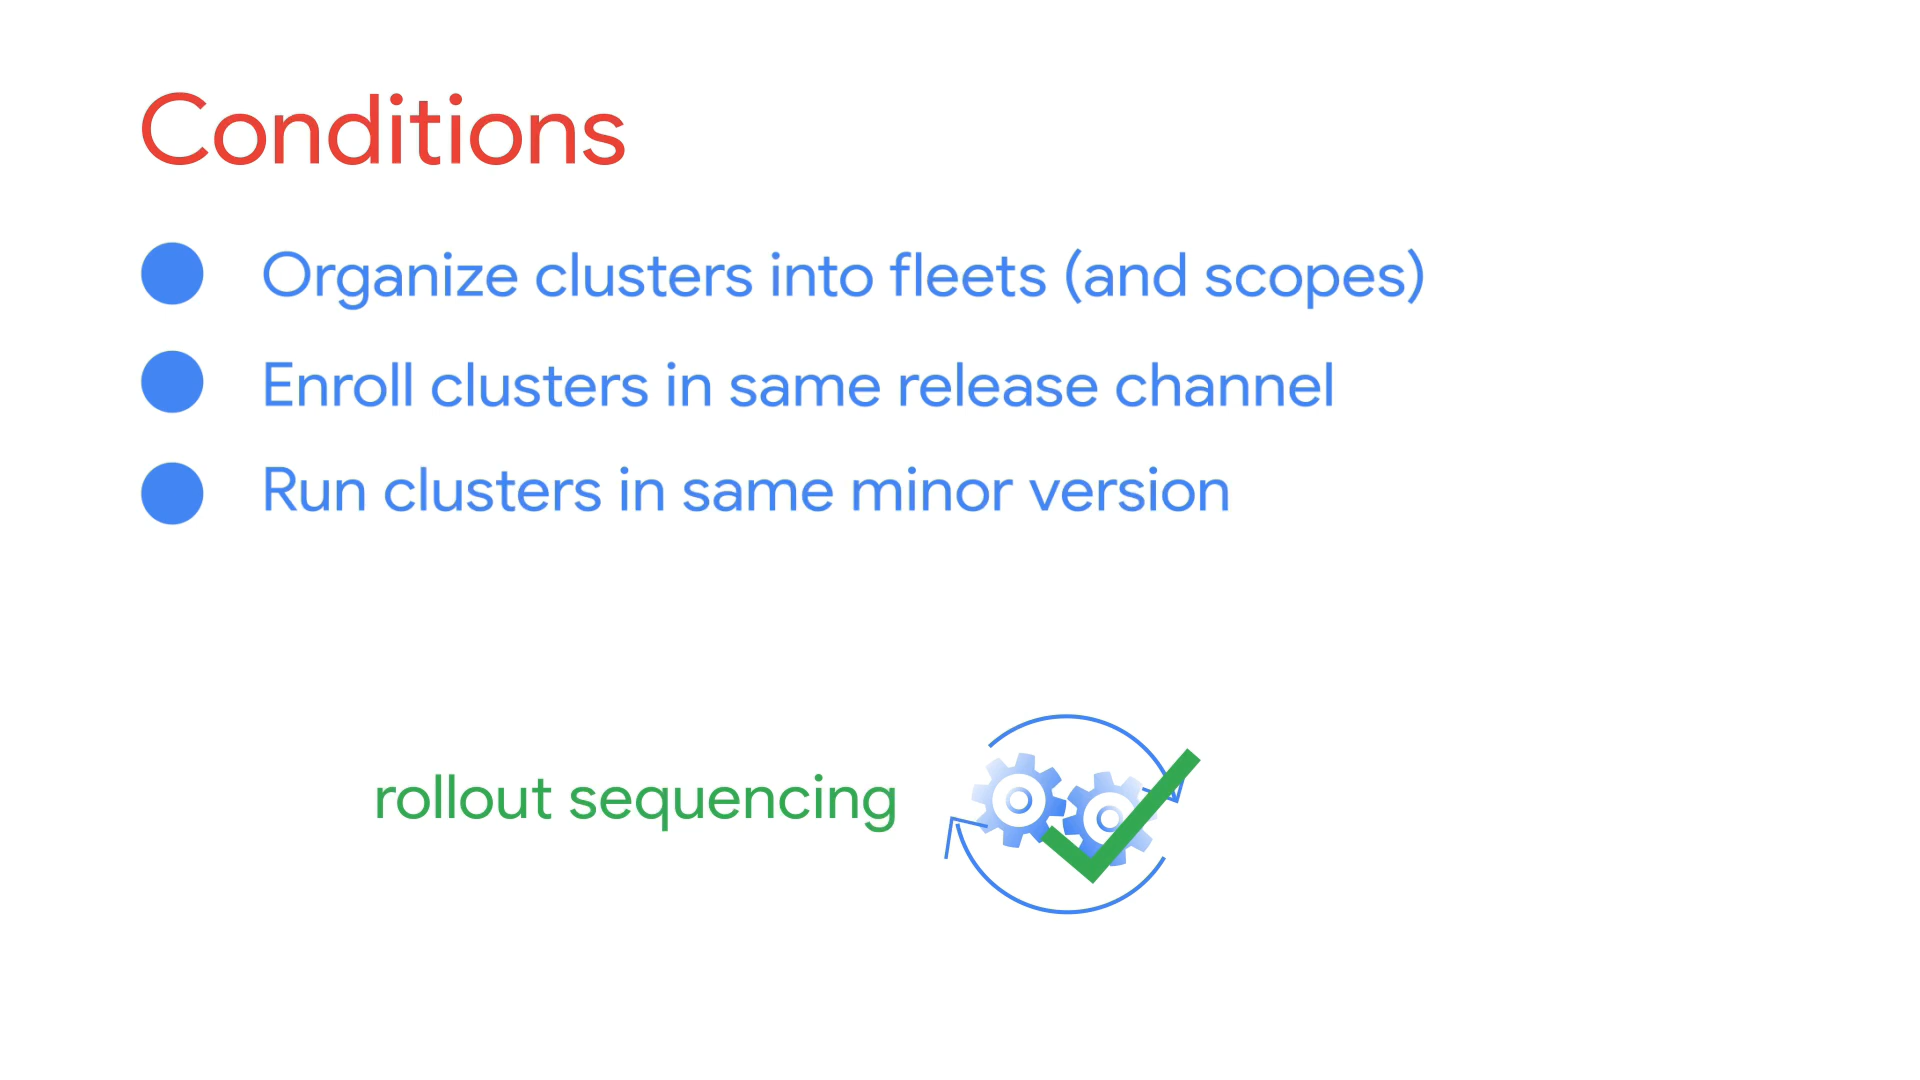 Conditions
Organize clusters into fleets (and scopes)
Enroll clusters in same release channel
Run clusters in same minor version
rollout sequencing